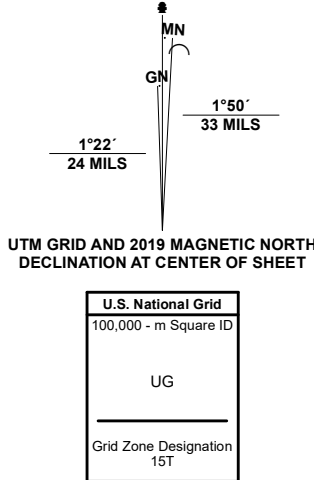 MN
GN
1°50´
33 MILS
1°22´
24 MILS
UTM GRID AND 2019 MAGNETIC NORTH
DECLINATION AT CENTER OF SHEET
U.S. National Grid
100,000 - m Square ID
UG
Grid Zone Designation
15T